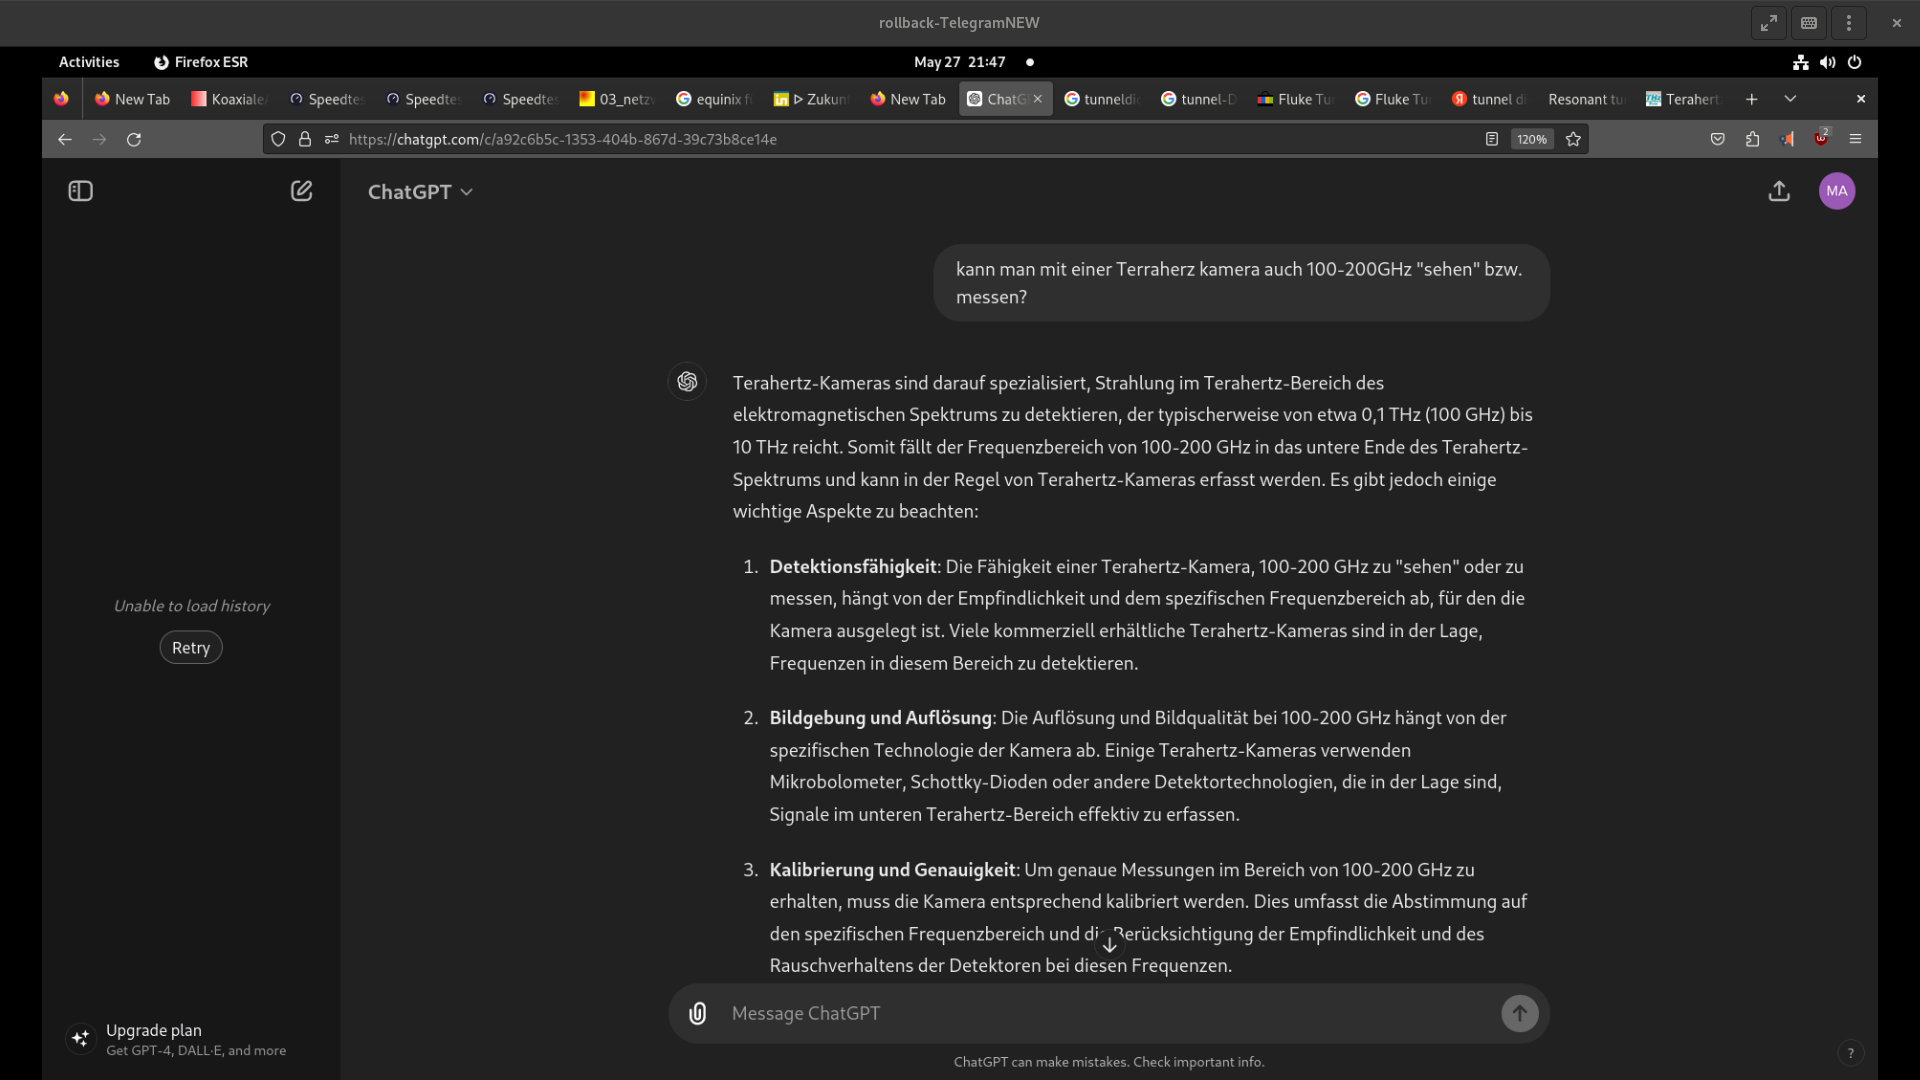 rollback-TelegramNEW
Activities Firefox ESR May 27 21:47
New Tab Koaxiale Speedtes Speedtes Speedtes 03_netzv equinix f Zukun New Tab ChatG tunneldi tunnel-D Fluke Tu Fluke Tu tunnel di Resonant tu Terahert
https://chatgpt.com/c/a92c6b5c-1353-404b-867d-39c73b8ce14e 120% 2
ChatGPT MA
kann man mit einer Terraherz kamera auch 100-200GHz "sehen" bzw.
messen?
Terahertz-Kameras sind darauf spezialisiert, Strahlung im Terahertz-Bereich des
elektromagnetischen Spektrums zu detektieren, der typischerweise von etwa 0,1 THz (100 GHz) bis
10 THz reicht. Somit fällt der Frequenzbereich von 100-200 GHz in das untere Ende des Terahertz-
Spektrums und kann in der Regel von Terahertz-Kameras erfasst werden. Es gibt jedoch einige
wichtige Aspekte zu beachten:
1. Detektionsfähigkeit: Die Fähigkeit einer Terahertz-Kamera, 100-200 GHz zu "sehen" oder zu
messen, hängt von der Empfindlichkeit und dem spezifischen Frequenzbereich ab, für den die
Kamera ausgelegt ist. Viele kommerziell erhältliche Terahertz-Kameras sind in der Lage,
Frequenzen in diesem Bereich zu detektieren.
2. Bildgebung und Auflösung: Die Auflösung und Bildqualität bei 100-200 GHz hängt von der
spezifischen Technologie der Kamera ab. Einige Terahertz-Kameras verwenden
Mikrobolometer, Schottky-Dioden oder andere Detektortechnologien, die in der Lage sind,
Signale im unteren Terahertz-Bereich effektiv zu erfassen.
3. Kalibrierung und Genauigkeit: Um genaue Messungen im Bereich von 100-200 GHz zu
erhalten, muss die Kamera entsprechend kalibriert werden. Dies umfasst die Abstimmung auf
den spezifischen Frequenzbereich und die Berücksichtigung der Empfindlichkeit und des
Rauschverhaltens der Detektoren bei diesen Frequenzen.
Unable to load history
Retry
Upgrade plan
Get GPT-4, DALL·E, and more
Message ChatGPT
ChatGPT can make mistakes. Check important info.
?